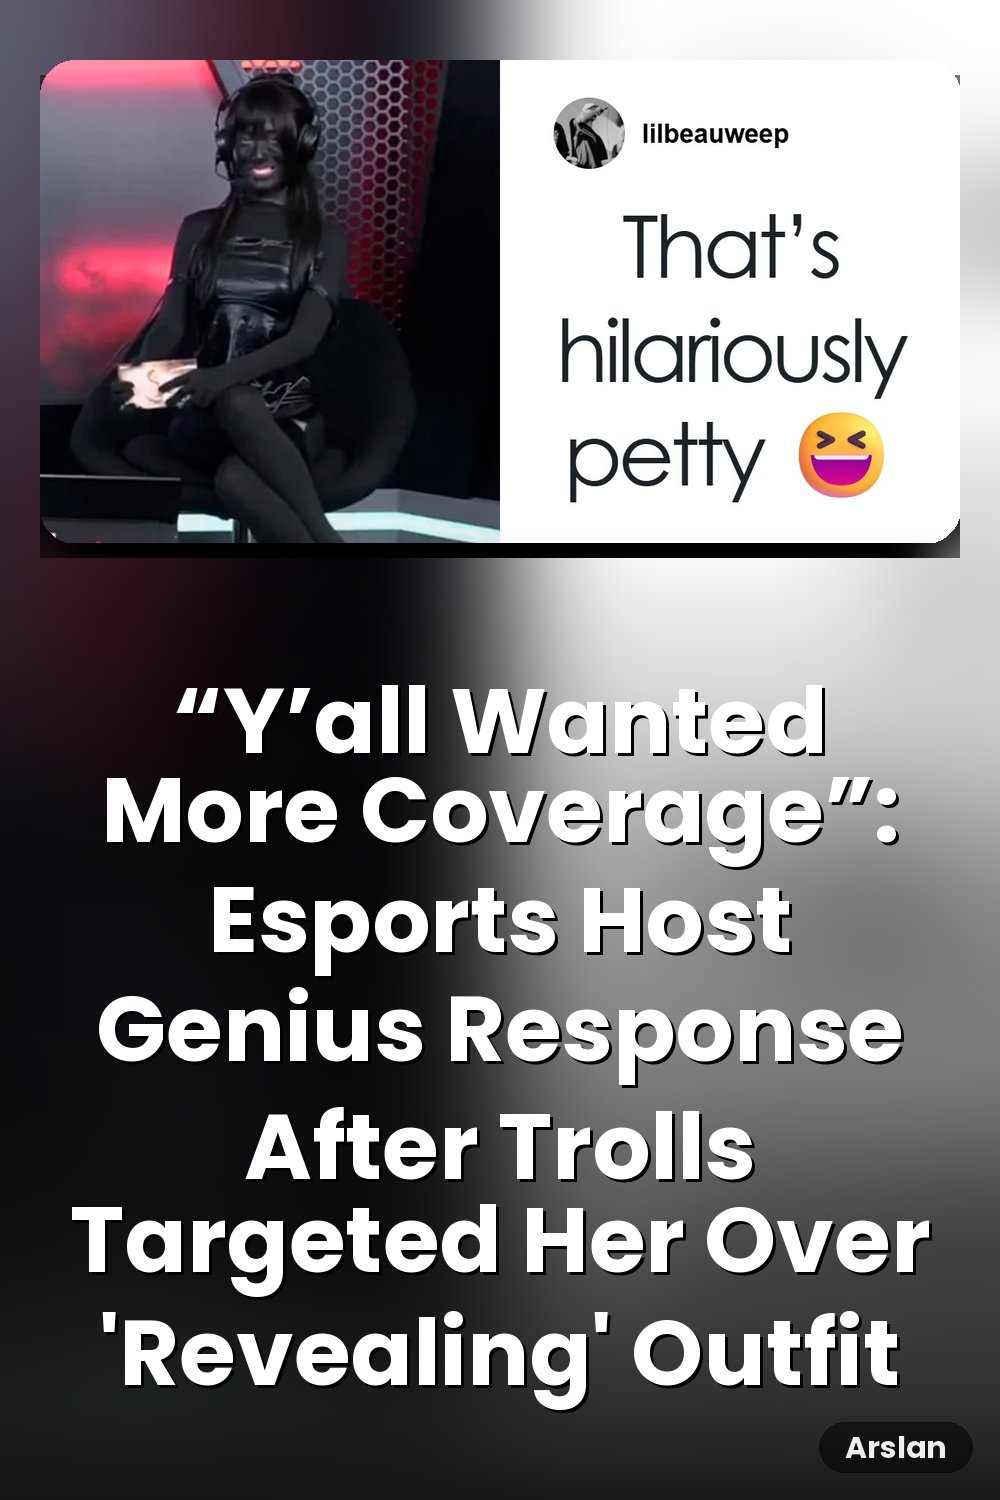 lilbeauweep
That’s
hilariously
petty 😆
“Y’all Wanted
More Coverage”:
Esports Host
Genius Response
After Trolls
Targeted Her Over
'Revealing' Outfit
Arslan